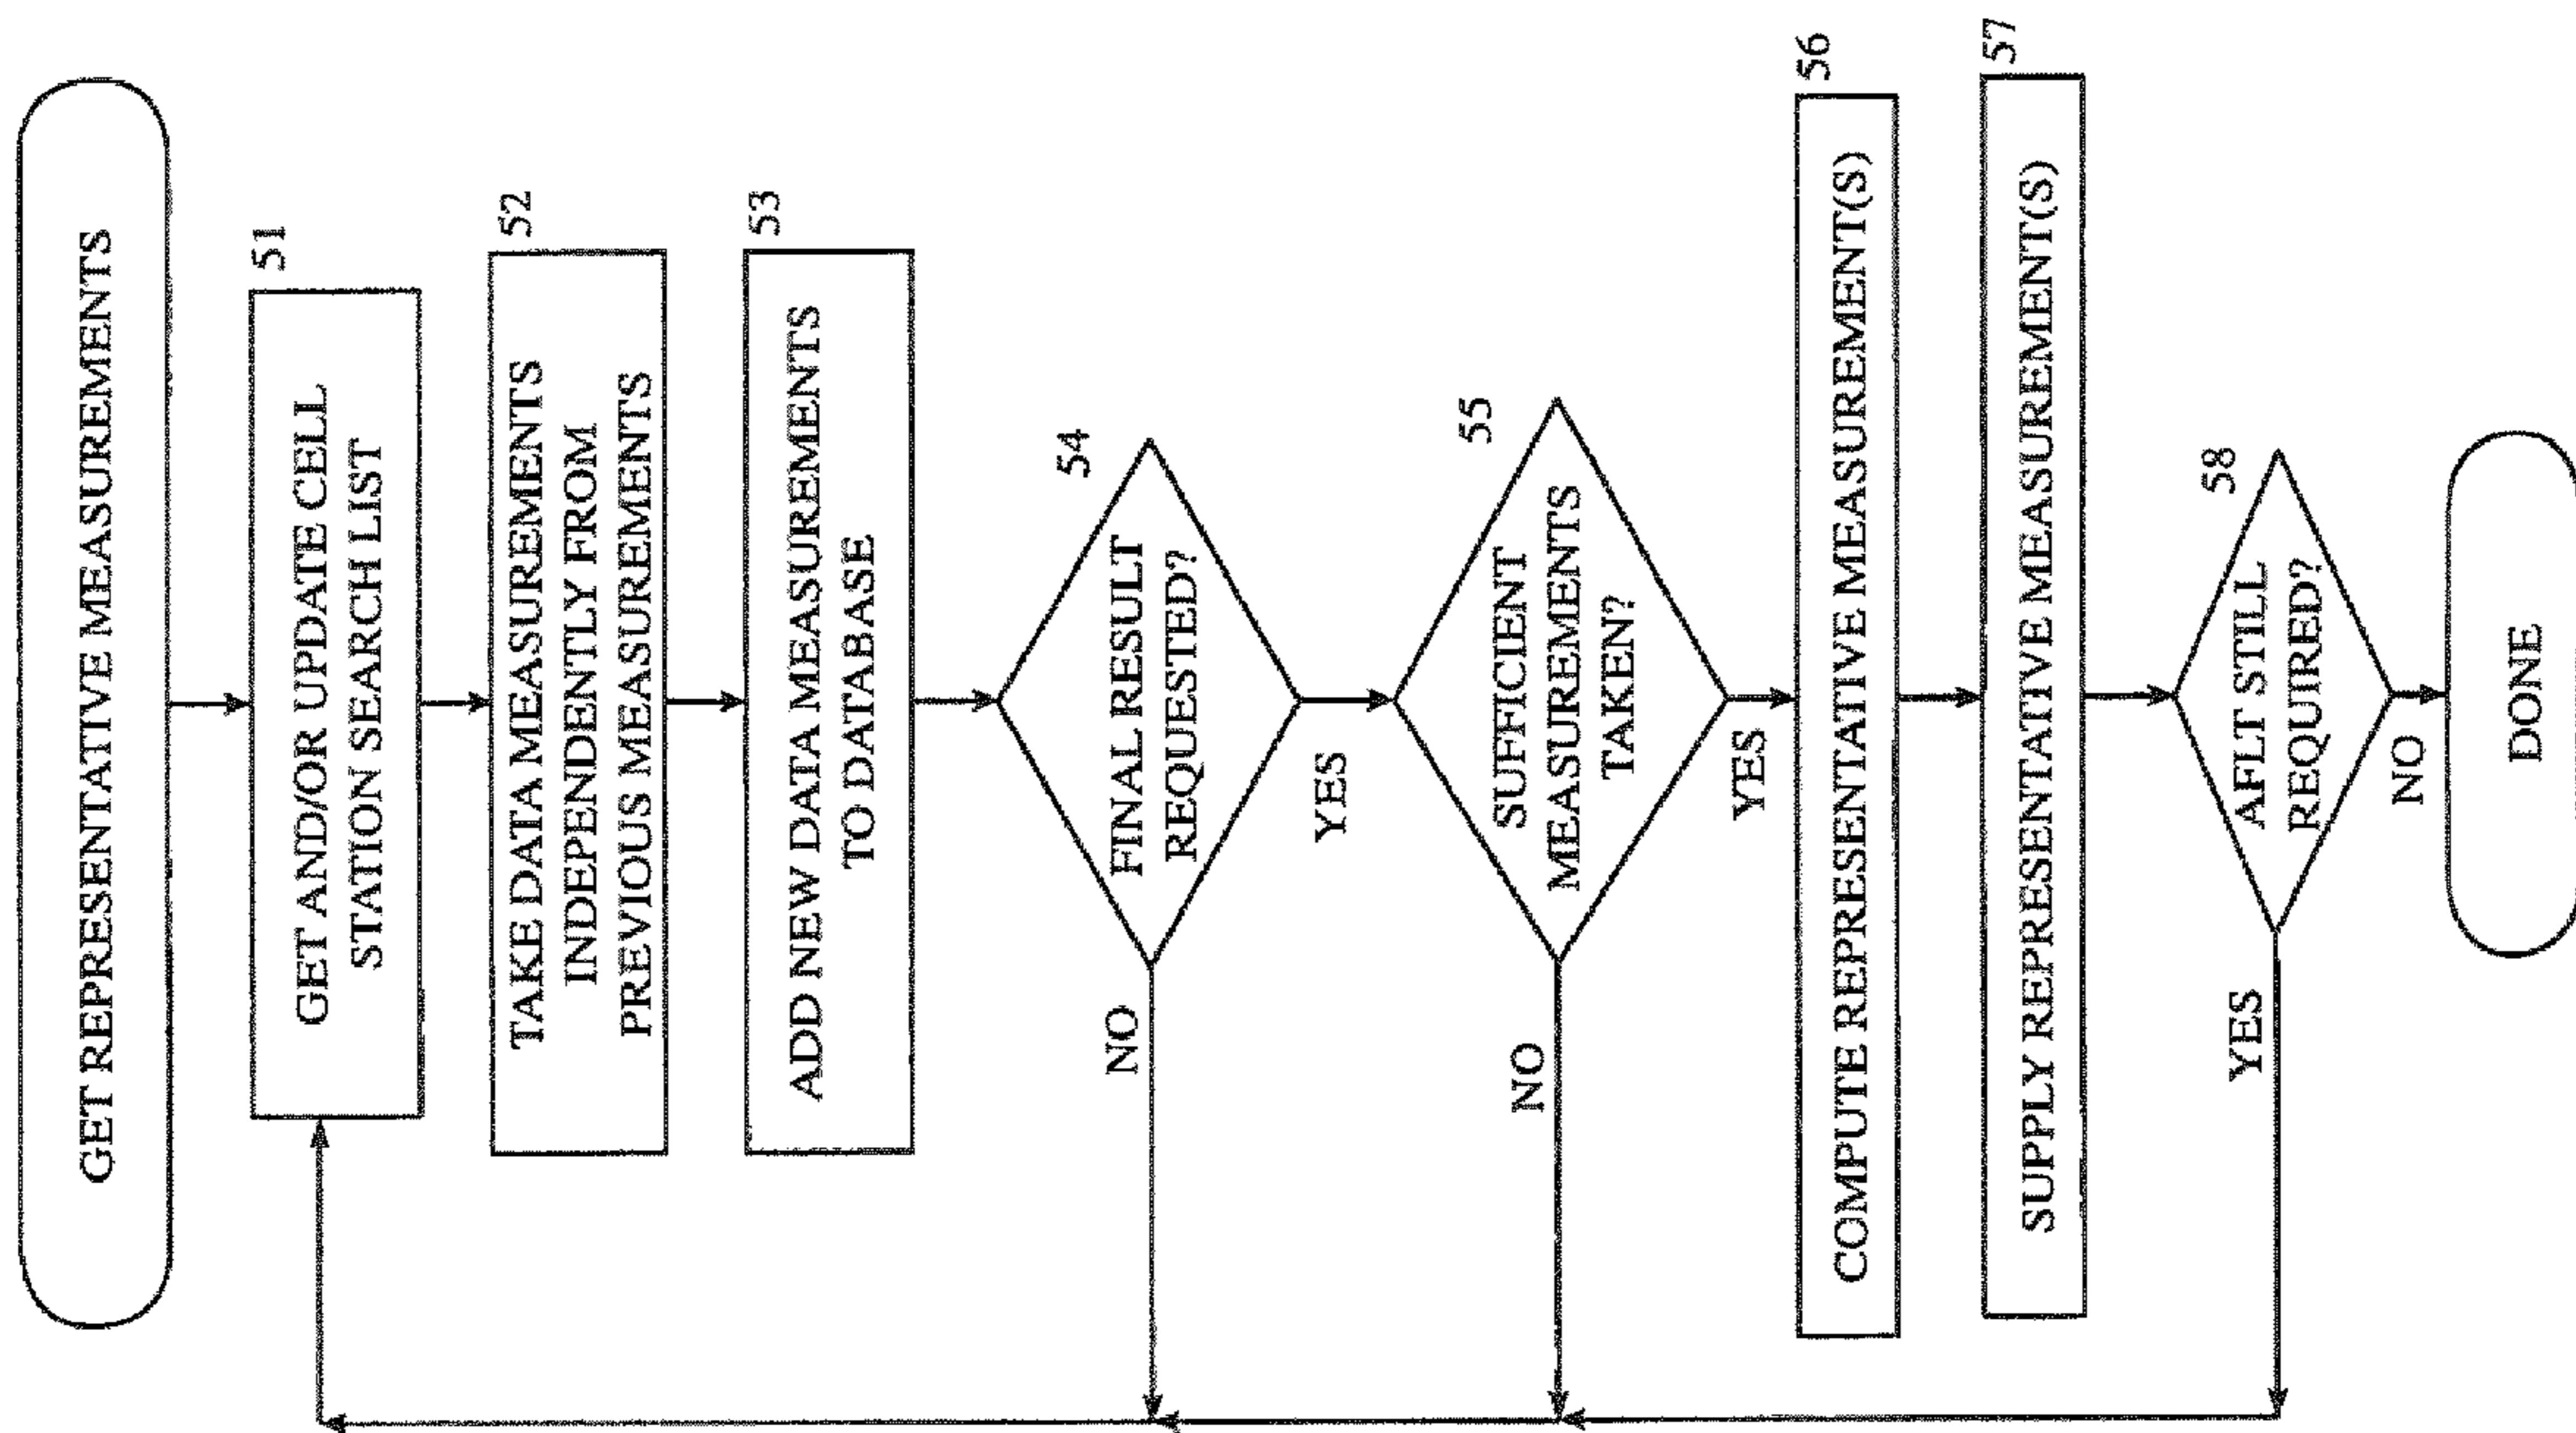 GET REPRESENTATIVE MEASUREMENTS
51
GET AND/OR UPDATE CELL
STATION SEARCH LIST
52
TAKE DATA MEASUREMENTS
INDEPENDENTLY FROM
PREVIOUS MEASUREMENTS
53
ADD NEW DATA MEASUREMENTS
TO DATABASE
54
FINAL RESULT
REQUESTED?
NO
YES
55
SUFFICIENT
MEASUREMENTS
TAKEN?
NO
YES
56
COMPUTE REPRESENTATIVE MEASUREMENT(S)
57
SUPPLY REPRESENTATIVE MEASUREMENT(S)
58
AFLT STILL
REQUIRED?
YES
NO
DONE